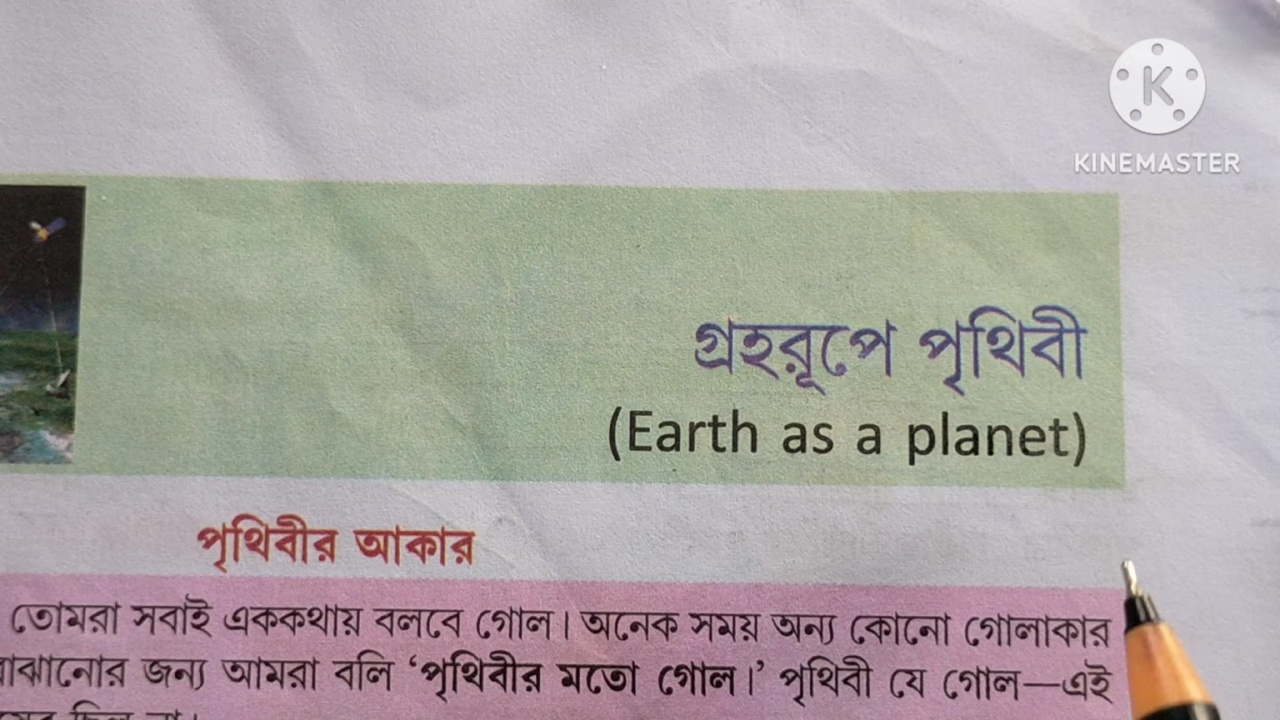 K
KINEMASTER
গ্রহরূপে পৃথিবী
(Earth as a planet)
পৃথিবীর আকার
তোমরা সবাই এককথায় বলবে গোল। অনেক সময় অন্য কোনো গোলাকার
জন্য আমরা বলি ‘পৃথিবীর মতো গোল।’ পৃথিবী যে গোল—এই